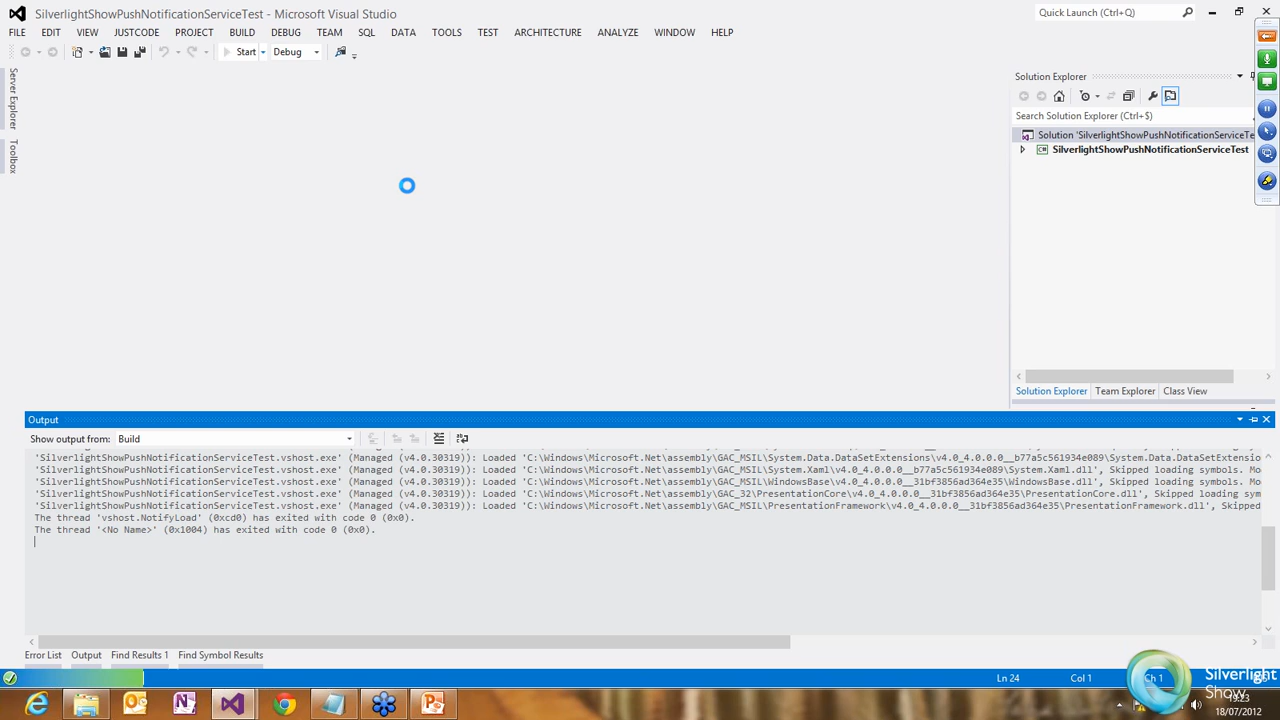 SilverlightShowPushNotificationServiceTest - Microsoft Visual Studio
Quick Launch (Ctrl+Q)
FILE EDIT VIEW JUSTCODE PROJECT BUILD DEBUG TEAM SQL DATA TOOLS TEST ARCHITECTURE ANALYZE WINDOW HELP
Start Debug
Server Explorer
Toolbox
Solution Explorer
Search Solution Explorer (Ctrl+$)
Solution 'SilverlightShowPushNotificationServiceTe
SilverlightShowPushNotificationServiceTest
Solution Explorer Team Explorer Class View
Output
Show output from: Build
'SilverlightShowPushNotificationServiceTest.vshost.exe' (Managed (v4.0.30319)): Loaded 'C:\Windows\Microsoft.Net\assembly\GAC_MSIL\System.Data.DataSetExtensions\v4.0_4.0.0.0__b77a5c561934e089\System.Data.DataSetExtensio
'SilverlightShowPushNotificationServiceTest.vshost.exe' (Managed (v4.0.30319)): Loaded 'C:\Windows\Microsoft.Net\assembly\GAC_MSIL\System.Xaml\v4.0_4.0.0.0__b77a5c561934e089\System.Xaml.dll', Skipped loading symbols. Mo
'SilverlightShowPushNotificationServiceTest.vshost.exe' (Managed (v4.0.30319)): Loaded 'C:\Windows\Microsoft.Net\assembly\GAC_MSIL\WindowsBase\v4.0_4.0.0.0__31bf3856ad364e35\WindowsBase.dll', Skipped loading symbols. Mo
'SilverlightShowPushNotificationServiceTest.vshost.exe' (Managed (v4.0.30319)): Loaded 'C:\Windows\Microsoft.Net\assembly\GAC_32\PresentationCore\v4.0_4.0.0.0__31bf3856ad364e35\PresentationCore.dll', Skipped loading sym
'SilverlightShowPushNotificationServiceTest.vshost.exe' (Managed (v4.0.30319)): Loaded 'C:\Windows\Microsoft.Net\assembly\GAC_MSIL\PresentationFramework\v4.0_4.0.0.0__31bf3856ad364e35\PresentationFramework.dll', Skipped
The thread 'vshost.NotifyLoad' (0xcd0) has exited with code 0 (0x0).
The thread '<No Name>' (0x1004) has exited with code 0 (0x0).
Error List Output Find Results 1 Find Symbol Results
Ln 24 Col 1 Ch 1
Silverlight
Show
19:23
18/07/2012